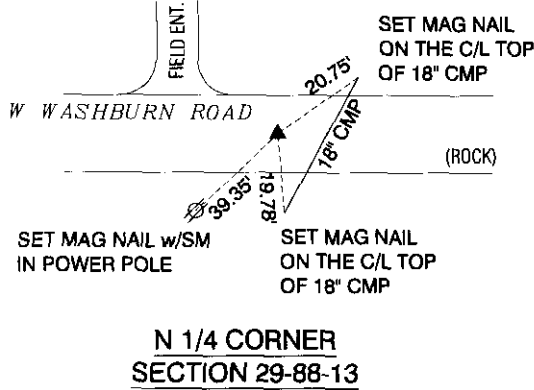 FIELD ENT.
SET MAG NAIL
ON THE C/L TOP
OF 18" CMP
20.75'
W WASHBURN ROAD
18" CMP
(ROCK)
39.35'
19.78'
SET MAG NAIL w/SM
IN POWER POLE
SET MAG NAIL
ON THE C/L TOP
OF 18" CMP
N 1/4 CORNER
SECTION 29-88-13